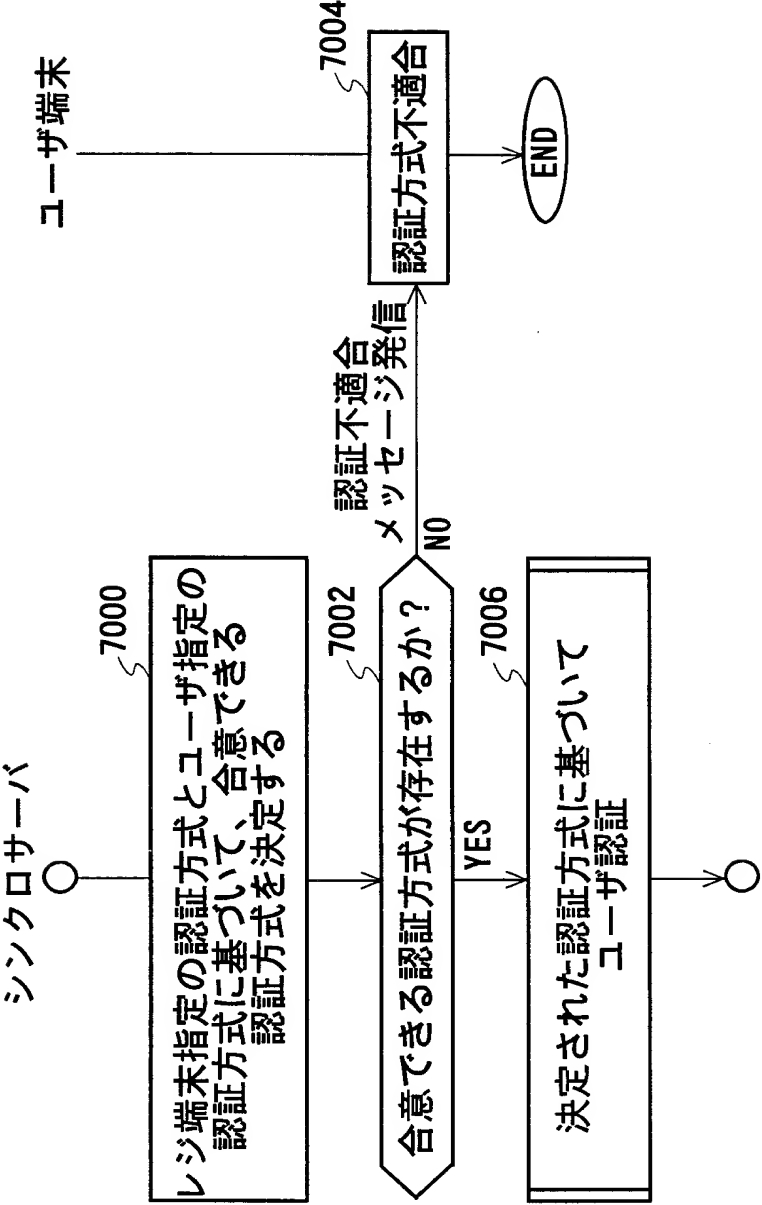 シンクロサーバ
ユーザ端末
7000
レジ端末指定の認証方式とユーザ指定の
認証方式に基づいて、合意できる
認証方式を決定する
7002
合意できる認証方式が存在するか？
NO
認証不適合
メッセージ発信
7004
認証方式不適合
END
YES
7006
決定された認証方式に基づいて
ユーザ認証